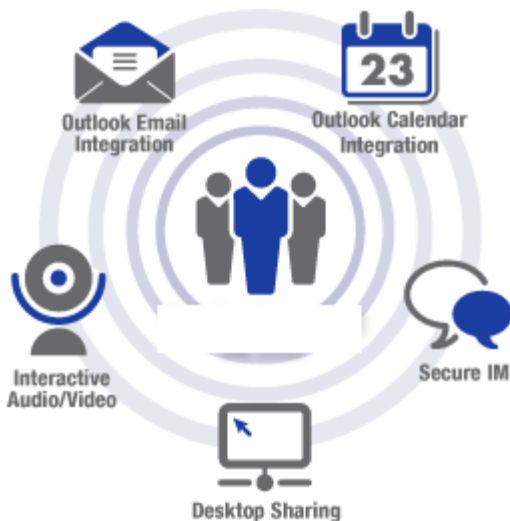 23
Outlook Email
Integration
Outlook Calendar
Integration
Interactive
Audio/Video
Secure IM
Desktop Sharing